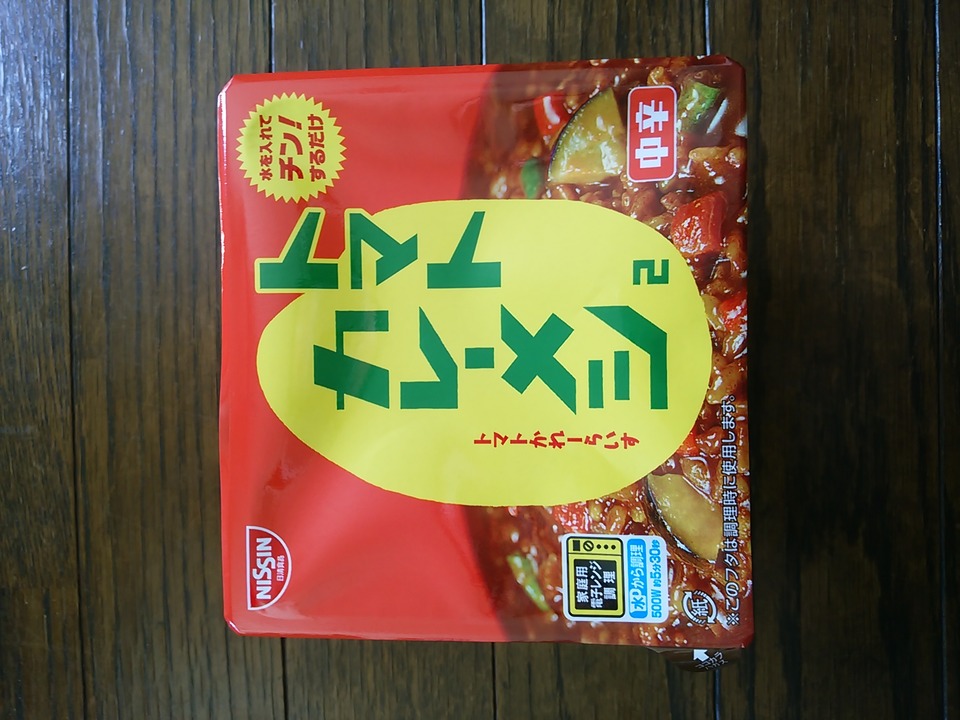 NISSIN
日清食品
水を入れて
チン!
するだけ
トマト
カレーメシ
2
トマトかれーらいす
中辛
家庭用
電子レンジ
調理
水から調理
500W 約5分30秒
紙
※このフタは調理時に使用します。